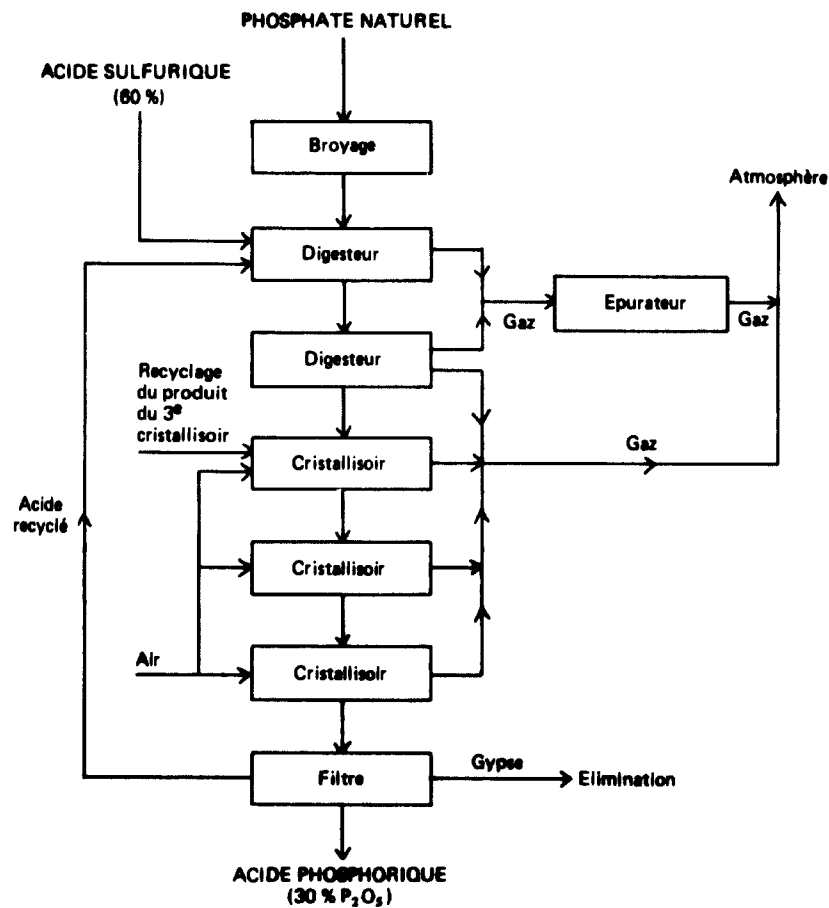 PHOSPHATE NATUREL
ACIDE SULFURIQUE
(60 %)
Broyage
Atmosphère
Digesteur
Epurateur
Gaz
Gaz
Digesteur
Recyclage
du produit
du 3e
cristallisoir
Gaz
Cristallisoir
Acide
recyclé
Cristallisoir
Air
Cristallisoir
Gypse
Filtre
Elimination
ACIDE PHOSPHORIQUE
(30 % P₂O₅)